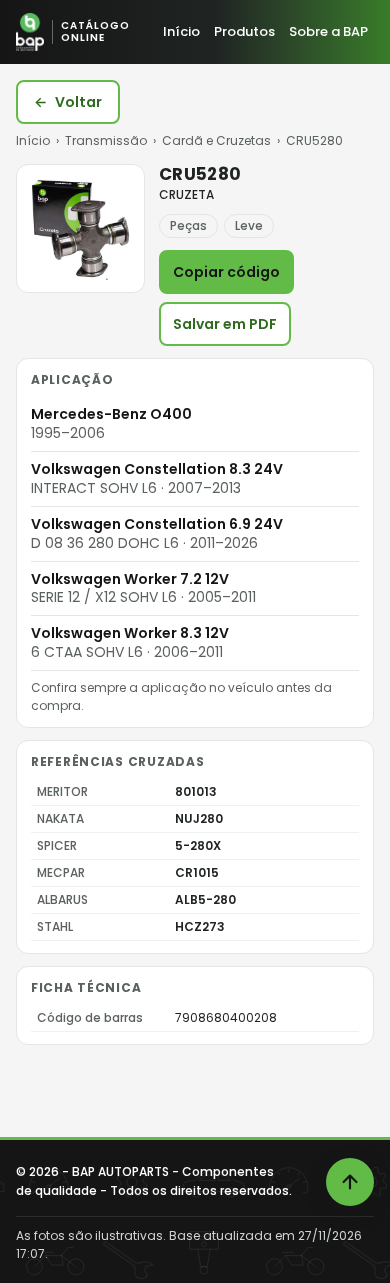 bap
CATÁLOGO
ONLINE
Início Produtos Sobre a BAP
← Voltar
Início › Transmissão › Cardã e Cruzetas › CRU5280
bap
Cruzeta
CRU5280
CRUZETA
Peças Leve
Copiar código
Salvar em PDF
APLICAÇÃO
Mercedes-Benz O400
1995–2006
Volkswagen Constellation 8.3 24V
INTERACT SOHV L6 · 2007–2013
Volkswagen Constellation 6.9 24V
D 08 36 280 DOHC L6 · 2011–2026
Volkswagen Worker 7.2 12V
SERIE 12 / X12 SOHV L6 · 2005–2011
Volkswagen Worker 8.3 12V
6 CTAA SOHV L6 · 2006–2011
Confira sempre a aplicação no veículo antes da
compra.
REFERÊNCIAS CRUZADAS
MERITOR 801013
NAKATA NUJ280
SPICER 5-280X
MECPAR CR1015
ALBARUS ALB5-280
STAHL HCZ273
FICHA TÉCNICA
Código de barras 7908680400208
© 2026 - BAP AUTOPARTS - Componentes
de qualidade - Todos os direitos reservados.
As fotos são ilustrativas. Base atualizada em 27/11/2026
17:07.